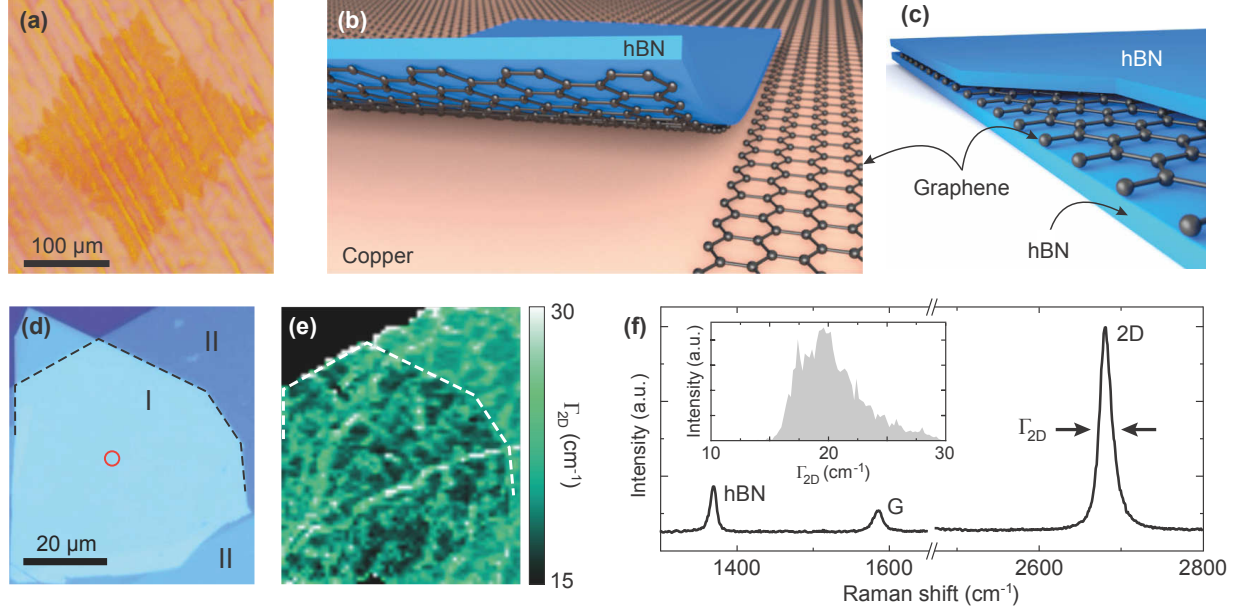 (a)
100 µm
(b)
hBN
Copper
(c)
hBN
Graphene
hBN
(d)
II
I
II
20 µm
(e)
30
Γ2D (cm-1)
15
(f)
Intensity (a.u.)
Intensity (a.u.)
10 20 30
Γ2D (cm-1)
2D
Γ2D
hBN
G
1400 1600 2600 2800
Raman shift (cm-1)